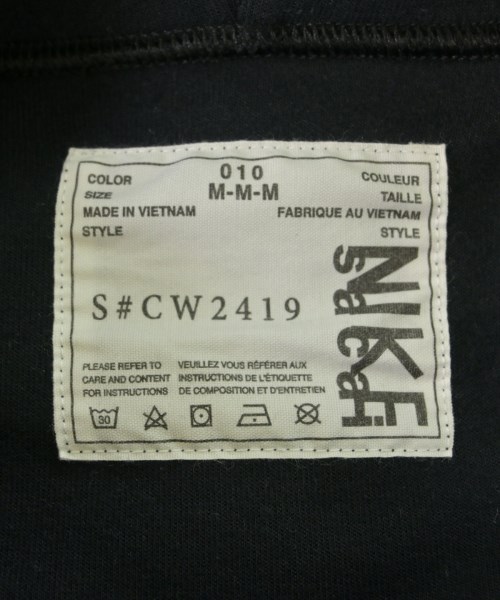 COLOR 010 COULEUR
SIZE M-M-M TAILLE
MADE IN VIETNAM FABRIQUE AU VIETNAM
STYLE STYLE
S#CW2419
NIKE
sacai
PLEASE REFER TO VEUILLEZ VOUS RÉFÉRER AUX
CARE AND CONTENT INSTRUCTIONS DE L'ÉTIQUETTE
FOR INSTRUCTIONS DE COMPOSITION ET D'ENTRETIEN
30